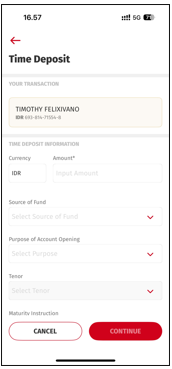 16.57
5G 71
Time Deposit
YOUR TRANSACTION
TIMOTHY FELIXIVANO
IDR 693-814-71554-8
TIME DEPOSIT INFORMATION
Currency Amount*
IDR Input Amount
Source of Fund
Select Source of Fund
Purpose of Account Opening
Select Purpose
Tenor
Select Tenor
Maturity Instruction
CANCEL CONTINUE